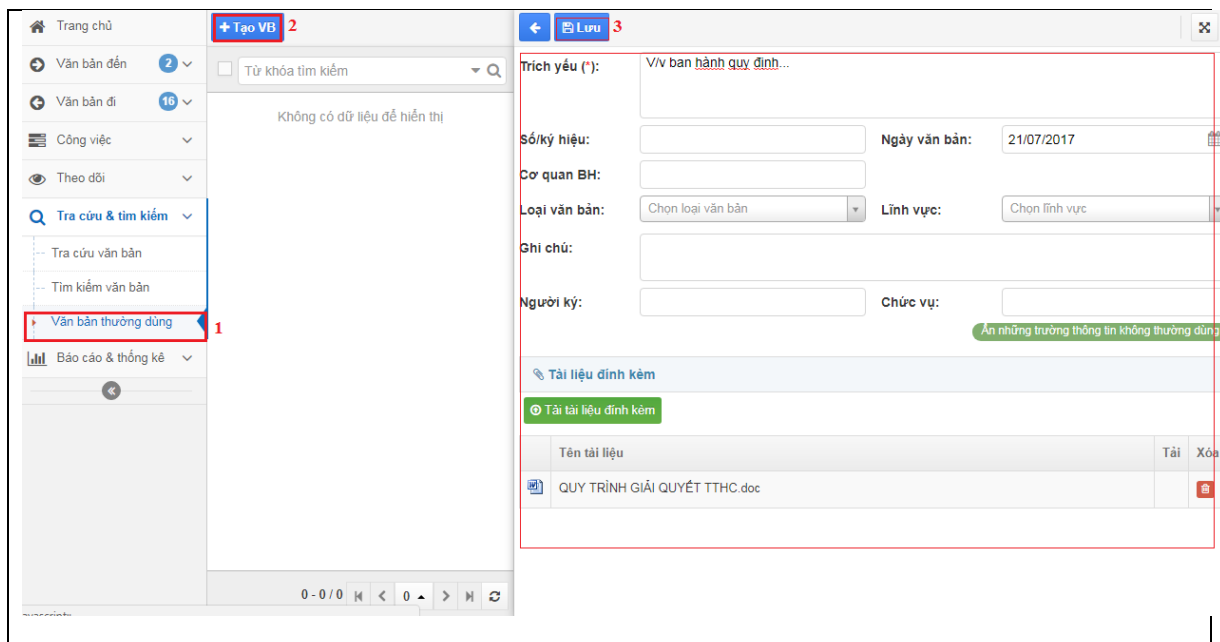 Trang chủ
Văn bản đến 2
Văn bản đi 16
Công việc
Theo dõi
Tra cứu & tìm kiếm
Tra cứu văn bản
Tìm kiếm văn bản
Văn bản thường dùng 1
Báo cáo & thống kê
+ Tạo VB 2
Từ khóa tìm kiếm
Không có dữ liệu để hiển thị
0 - 0 / 0 0
Lưu 3
Trích yếu (*): V/v ban hành quy định...
Số/ký hiệu: Ngày văn bản: 21/07/2017
Cơ quan BH:
Loại văn bản: Chọn loại văn bản Lĩnh vực: Chọn lĩnh vực
Ghi chú:
Người ký: Chức vụ:
Ẩn những trường thông tin không thường dùng
Tài liệu đính kèm
Tải tài liệu đính kèm
Tên tài liệu Tải Xóa
QUY TRÌNH GIẢI QUYẾT TTHC.doc